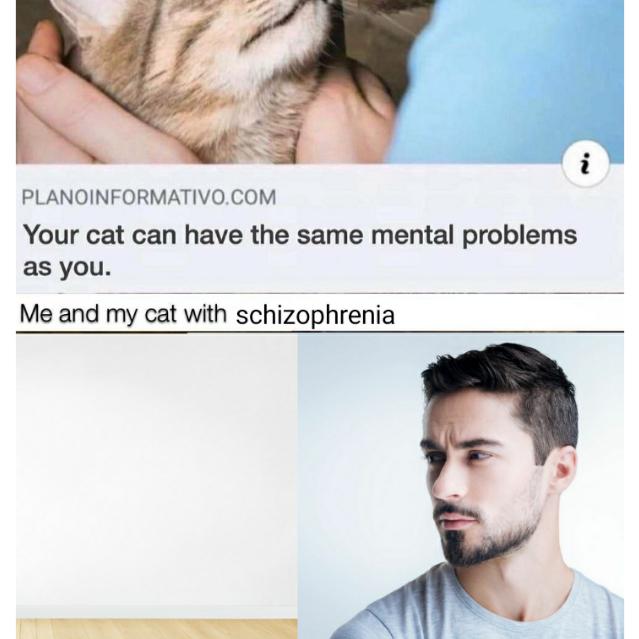 i
PLANOINFORMATIVO.COM
Your cat can have the same mental problems
as you.
Me and my cat with schizophrenia